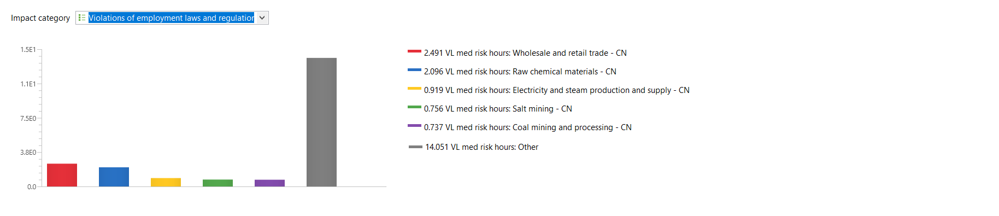 Impact category Violations of employment laws and regulation
1.5E1
1.1E1
7.5E0
3.8E0
0.0
2.491 VL med risk hours: Wholesale and retail trade - CN
2.096 VL med risk hours: Raw chemical materials - CN
0.919 VL med risk hours: Electricity and steam production and supply - CN
0.756 VL med risk hours: Salt mining - CN
0.737 VL med risk hours: Coal mining and processing - CN
14.051 VL med risk hours: Other